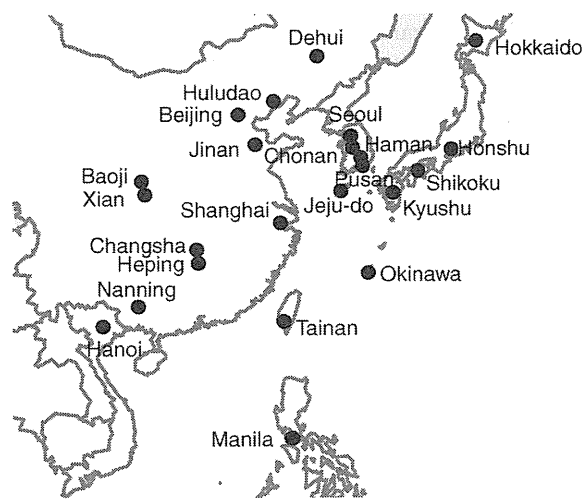 Dehui
Hokkaido
Huludao
Beijing
Seoul
Jinan
Chonan
Haman
Honshu
Baoji
Xian
Pusan
Shikoku
Shanghai
Jeju-do
Kyushu
Changsha
Heping
Okinawa
Nanning
Hanoi
Tainan
Manila